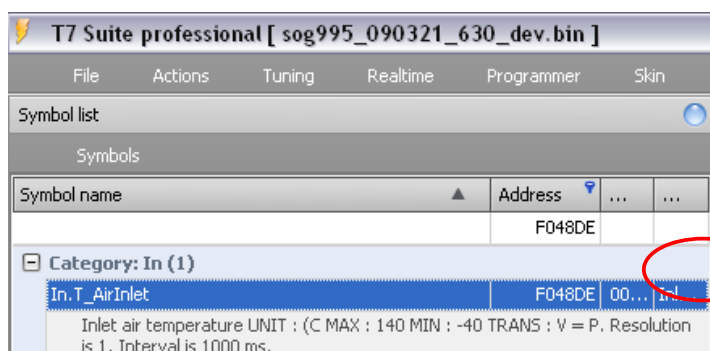 T7 Suite professional [ sog995_090321_630_dev.bin ]
File Actions Tuning Realtime Programmer Skin
Symbol list
Symbols
Symbol name Address ... ...
F048DE
Category: In (1)
In.T_AirInlet F048DE 00... Inl...
Inlet air temperature UNIT : (C MAX : 140 MIN : -40 TRANS : V = P. Resolution
is 1. Interval is 1000 ms.